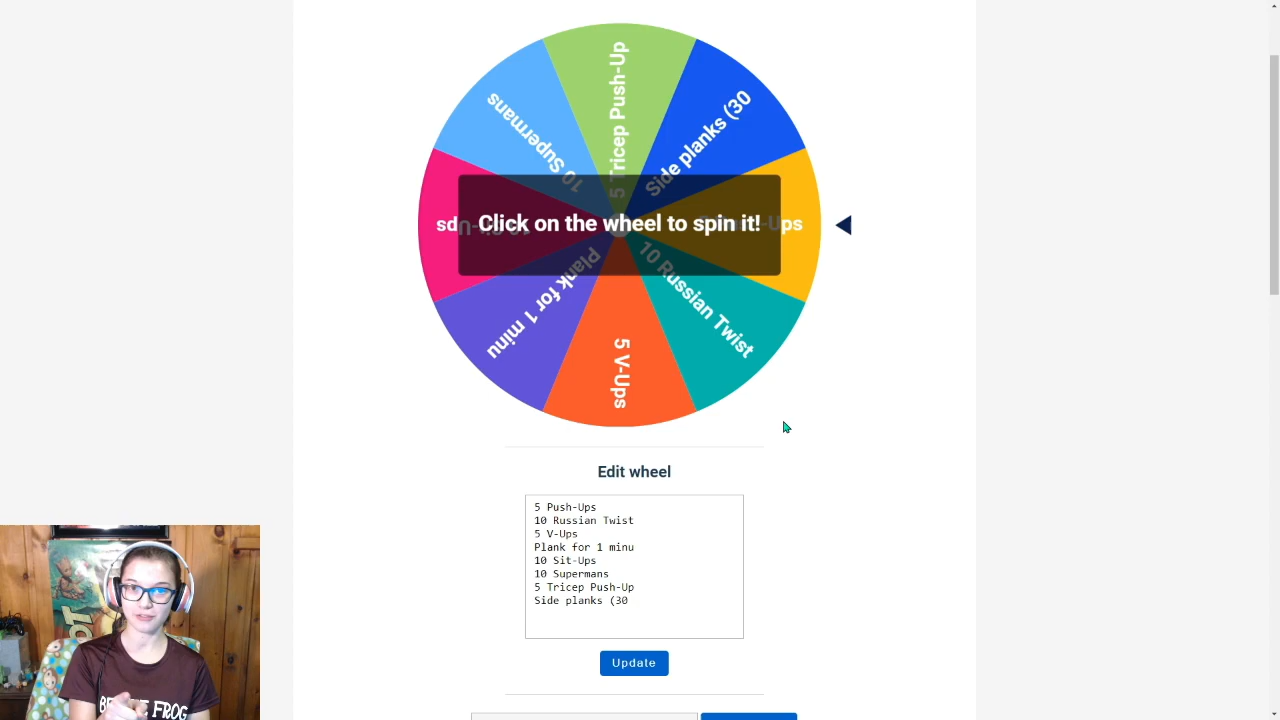 5 Tricep Push-Up
Side planks (30
10 Supermans
Click on the wheel to spin it!
10 Russian Twist
Plank for 1 minu
5 V-Ups
Edit wheel
5 Push-Ups
10 Russian Twist
5 V-Ups
Plank for 1 minu
10 Sit-Ups
10 Supermans
5 Tricep Push-Up
Side planks (30
Update
FROG